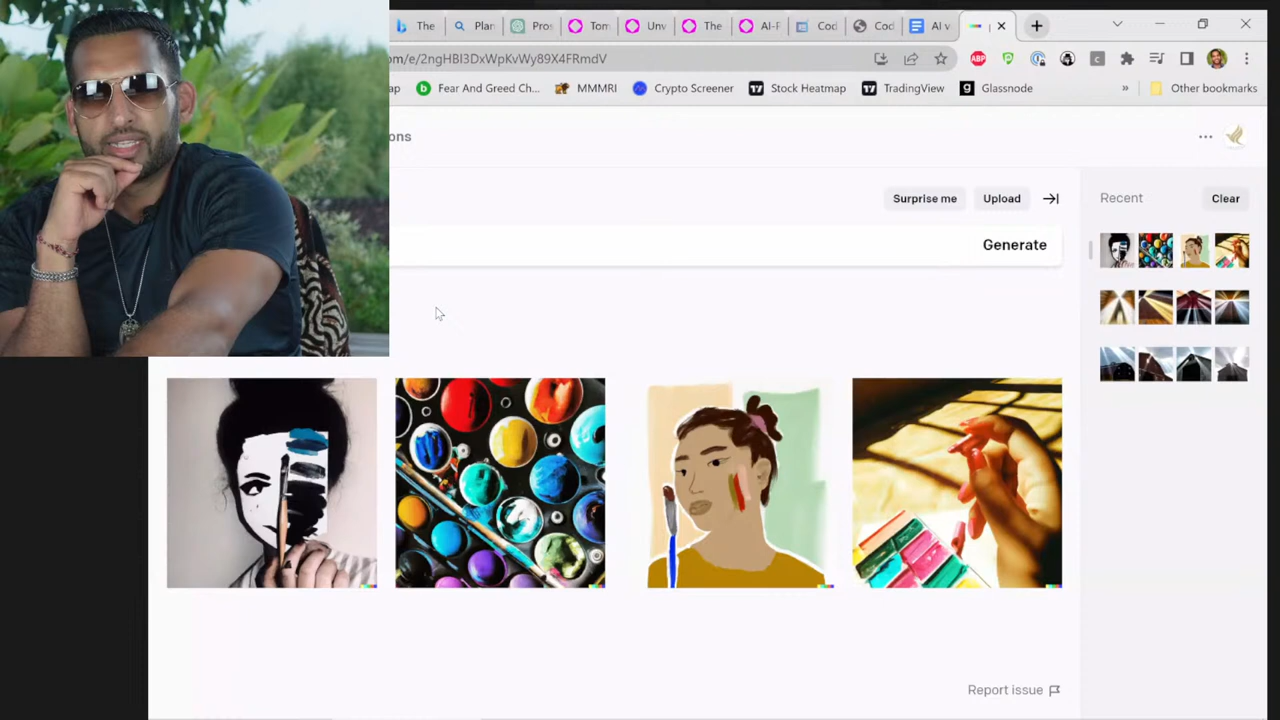 The
Plan
Pros
Tom
Unv
The
AI-P
Cod
Cod
AI v
om/e/2ngHBI3DxWpKvWy89X4FRmdV
ABP
C
ap
Fear And Greed Ch...
MMMRI
Crypto Screener
Stock Heatmap
TradingView
Glassnode
»
Other bookmarks
ons
Surprise me
Upload
Recent
Clear
Generate
Report issue